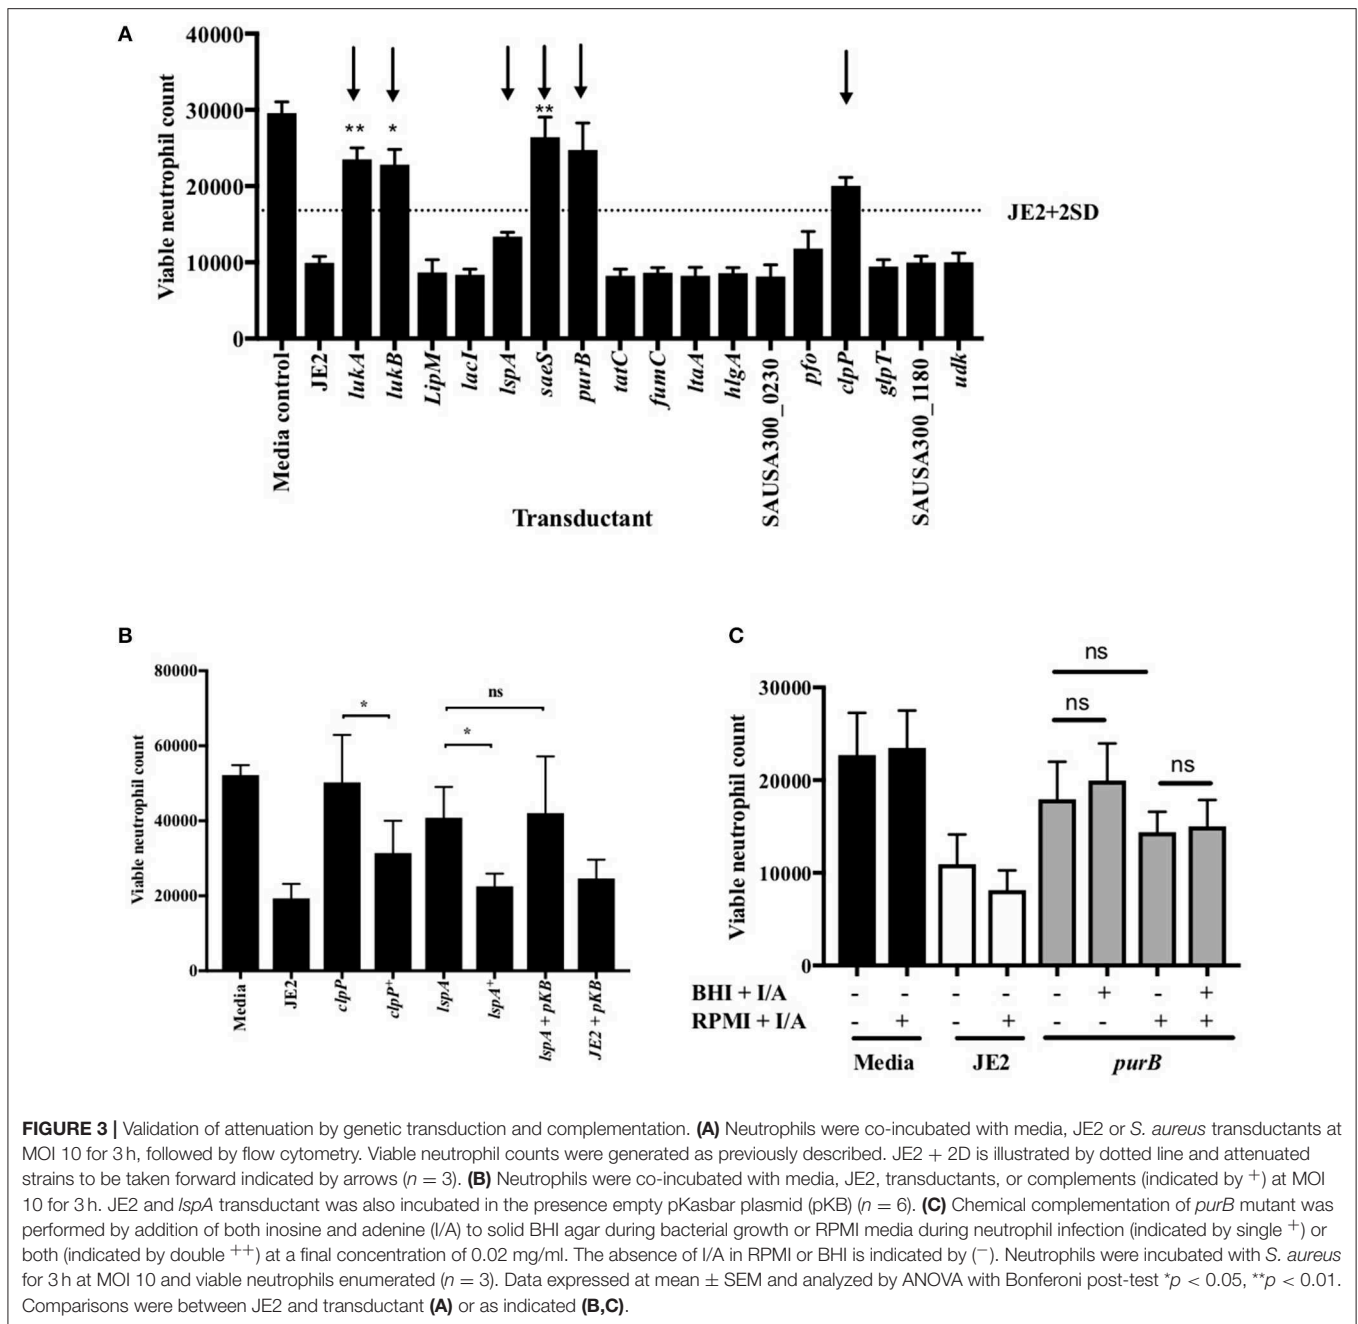 A
40000
30000
20000
10000
0
Viable neutrophil count
** * **
JE2+2SD
Media control
JE2
lukA
lukB
LipM
lacI
lspA
saeS
purB
tatC
fumC
ltaA
hlgA
SAUSA300_0230
pfo
clpP
glpT
SAUSA300_1180
udk
Transductant
B
80000
60000
40000
20000
0
Viable neutrophil count
*
*
ns
Media
JE2
clpP
clpP+
lspA
lspA+
lspA + pKB
JE2 + pKB
C
30000
20000
10000
0
Viable neutrophil count
ns
ns
ns
BHI + I/A - - - - - + - +
RPMI + I/A - + - + - - + +
Media JE2 purB
FIGURE 3 | Validation of attenuation by genetic transduction and complementation. (A) Neutrophils were co-incubated with media, JE2 or S. aureus transductants at
MOI 10 for 3 h, followed by flow cytometry. Viable neutrophil counts were generated as previously described. JE2 + 2D is illustrated by dotted line and attenuated
strains to be taken forward indicated by arrows (n = 3). (B) Neutrophils were co-incubated with media, JE2, transductants, or complements (indicated by +) at MOI
10 for 3 h. JE2 and lspA transductant was also incubated in the presence empty pKasbar plasmid (pKB) (n = 6). (C) Chemical complementation of purB mutant was
performed by addition of both inosine and adenine (I/A) to solid BHI agar during bacterial growth or RPMI media during neutrophil infection (indicated by single +) or
both (indicated by double ++) at a final concentration of 0.02 mg/ml. The absence of I/A in RPMI or BHI is indicated by (−). Neutrophils were incubated with S. aureus
for 3 h at MOI 10 and viable neutrophils enumerated (n = 3). Data expressed at mean ± SEM and analyzed by ANOVA with Bonferoni post-test *p < 0.05, **p < 0.01.
Comparisons were between JE2 and transductant (A) or as indicated (B,C).